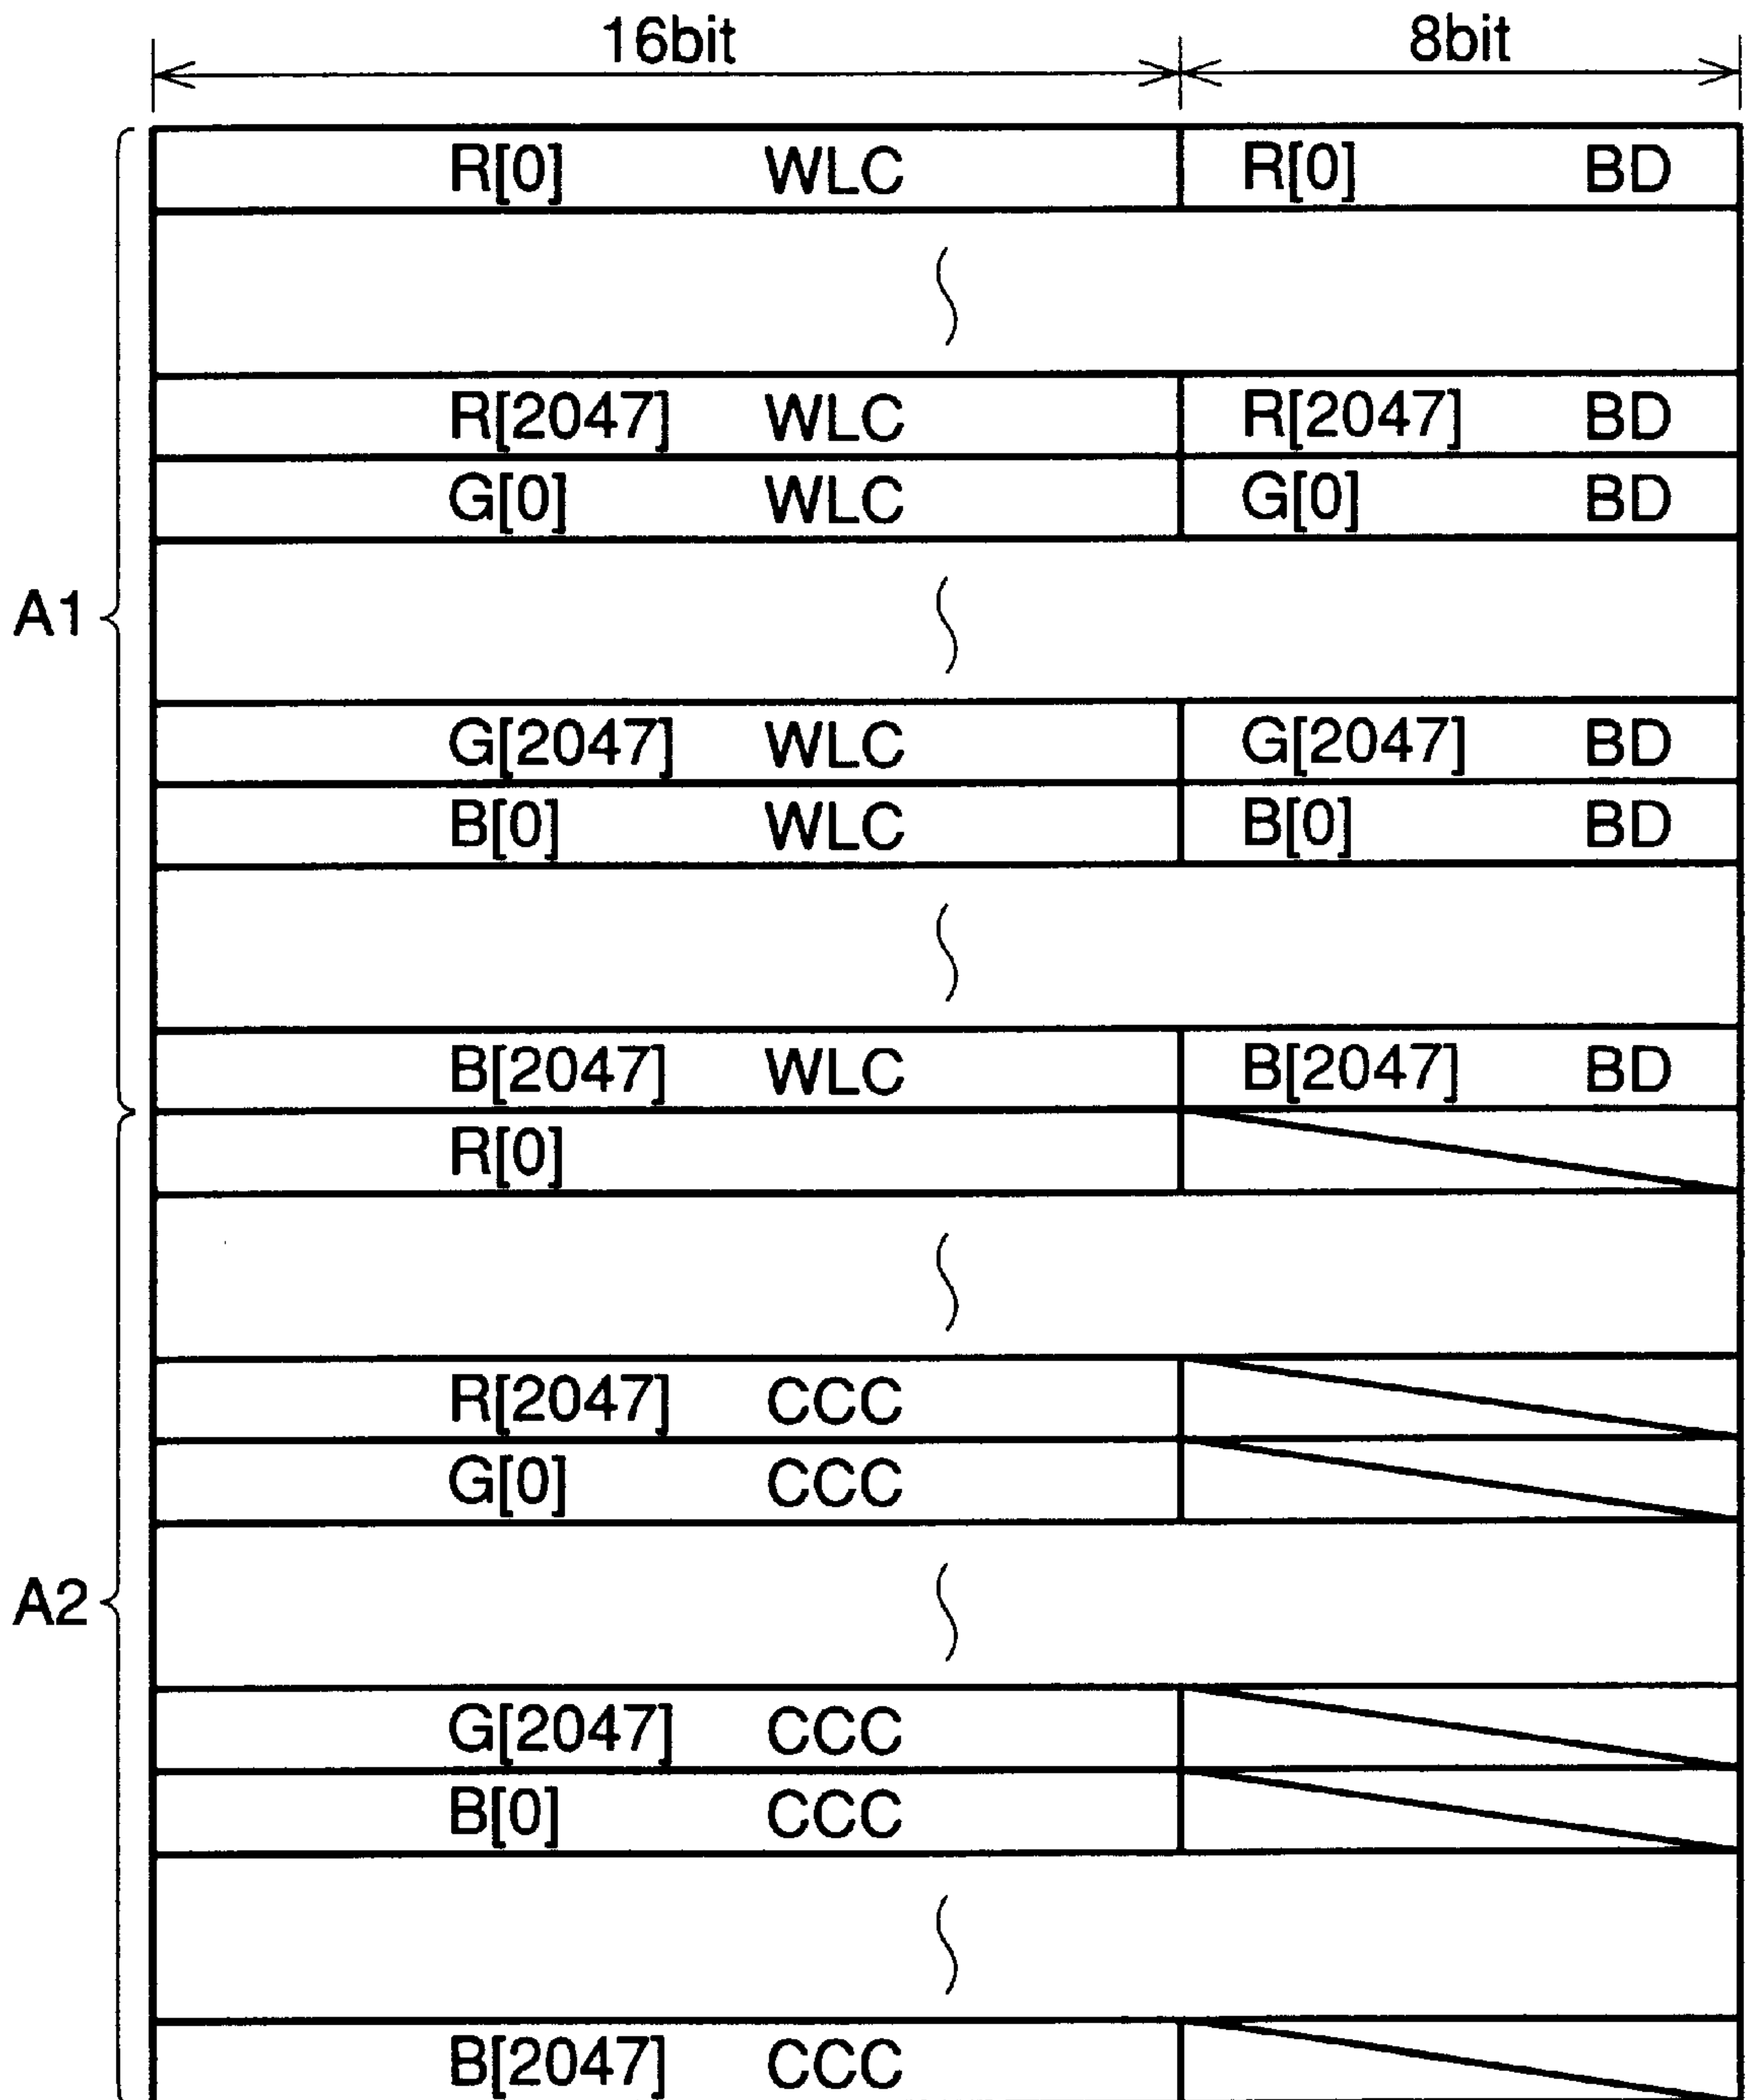 16bit 8bit
R[0] WLC R[0] BD
R[2047] WLC R[2047] BD
G[0] WLC G[0] BD
A1
G[2047] WLC G[2047] BD
B[0] WLC B[0] BD
B[2047] WLC B[2047] BD
R[0]
R[2047] CCC
G[0] CCC
A2
G[2047] CCC
B[0] CCC
B[2047] CCC